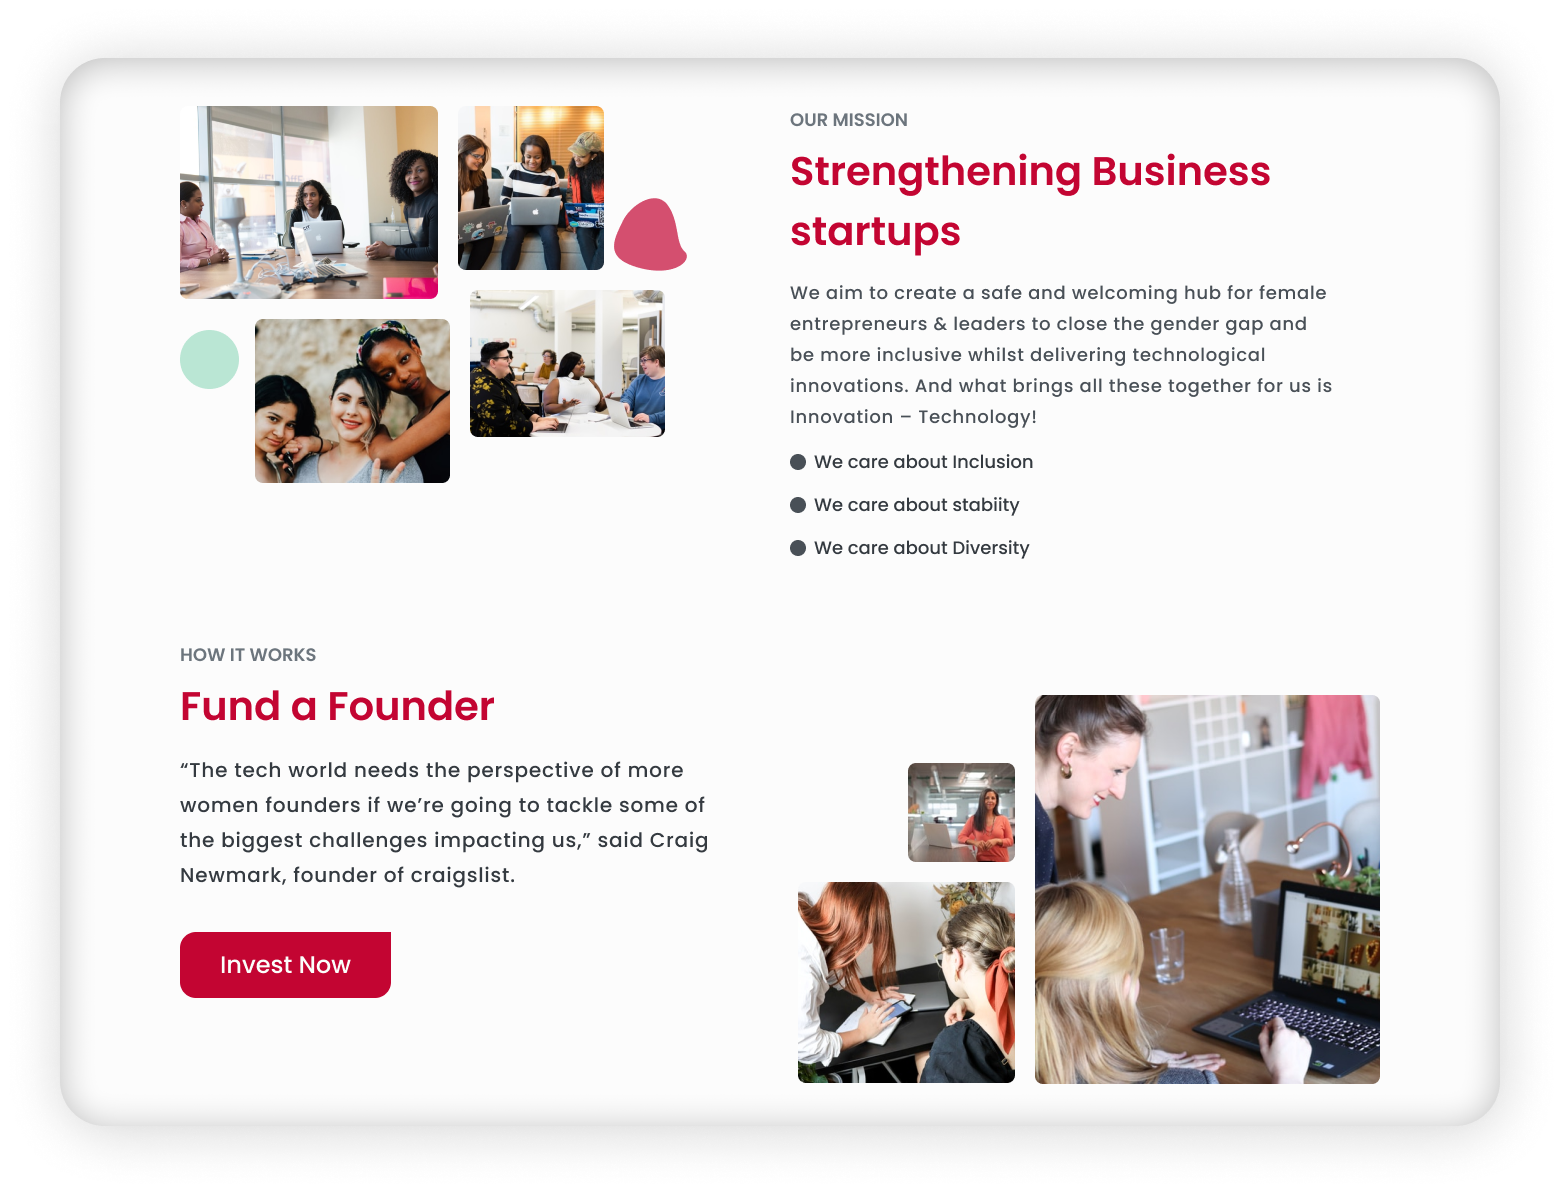 OUR MISSION
Strengthening Business
startups
We aim to create a safe and welcoming hub for female
entrepreneurs & leaders to close the gender gap and
be more inclusive whilst delivering technological
innovations. And what brings all these together for us is
Innovation – Technology!
We care about Inclusion
We care about stabiity
We care about Diversity
HOW IT WORKS
Fund a Founder
“The tech world needs the perspective of more
women founders if we’re going to tackle some of
the biggest challenges impacting us,” said Craig
Newmark, founder of craigslist.
Invest Now